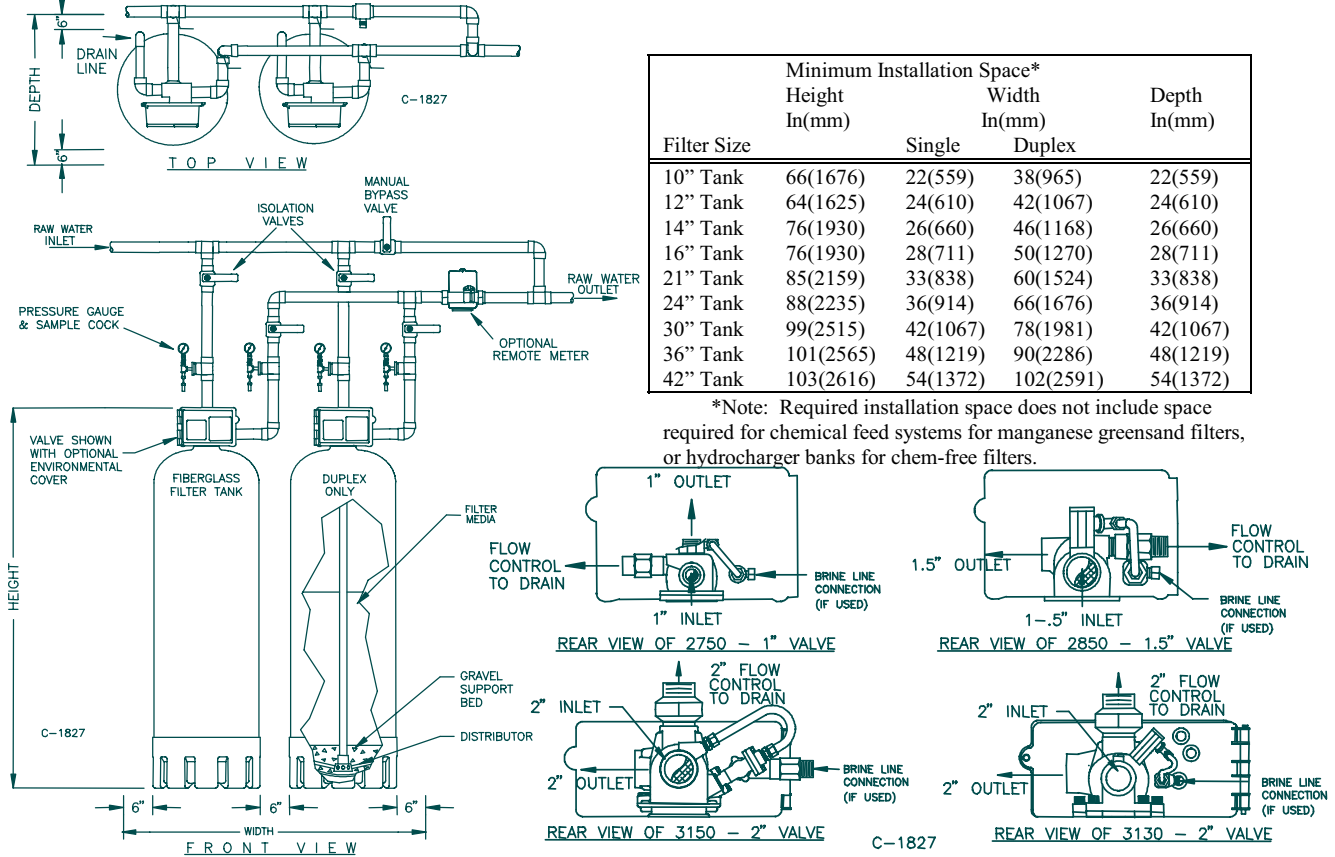 6"
DRAIN
LINE
DEPTH
C-1827
6"
TOP VIEW
MANUAL
BYPASS
VALVE
ISOLATION
VALVES
RAW WATER
INLET
RAW WATER
OUTLET
PRESSURE GAUGE
& SAMPLE COCK
OPTIONAL
REMOTE METER
VALVE SHOWN
WITH OPTIONAL
ENVIRONMENTAL
COVER
FIBERGLASS
FILTER TANK
DUPLEX
ONLY
FILTER
MEDIA
HEIGHT
GRAVEL
SUPPORT
BED
DISTRIBUTOR
C-1827
6" 6" 6"
WIDTH
FRONT VIEW
Minimum Installation Space*
Height Width Depth
In(mm) In(mm) In(mm)
Filter Size Single Duplex
10” Tank 66(1676) 22(559) 38(965) 22(559)
12” Tank 64(1625) 24(610) 42(1067) 24(610)
14” Tank 76(1930) 26(660) 46(1168) 26(660)
16” Tank 76(1930) 28(711) 50(1270) 28(711)
21” Tank 85(2159) 33(838) 60(1524) 33(838)
24” Tank 88(2235) 36(914) 66(1676) 36(914)
30” Tank 99(2515) 42(1067) 78(1981) 42(1067)
36” Tank 101(2565) 48(1219) 90(2286) 48(1219)
42” Tank 103(2616) 54(1372) 102(2591) 54(1372)
*Note: Required installation space does not include space
required for chemical feed systems for manganese greensand filters,
or hydrocharger banks for chem-free filters.
1" OUTLET
FLOW
CONTROL
TO DRAIN
BRINE LINE
CONNECTION
(IF USED)
1" INLET
REAR VIEW OF 2750 - 1" VALVE
FLOW
CONTROL
TO DRAIN
1.5" OUTLET
BRINE LINE
CONNECTION
(IF USED)
1-.5" INLET
REAR VIEW OF 2850 - 1.5" VALVE
2" FLOW
CONTROL
TO DRAIN
2" INLET
2" OUTLET
BRINE LINE
CONNECTION
(IF USED)
REAR VIEW OF 3150 - 2" VALVE
2" FLOW
CONTROL
TO DRAIN
2" INLET
2" OUTLET
BRINE LINE
CONNECTION
(IF USED)
REAR VIEW OF 3130 - 2" VALVE
C-1827